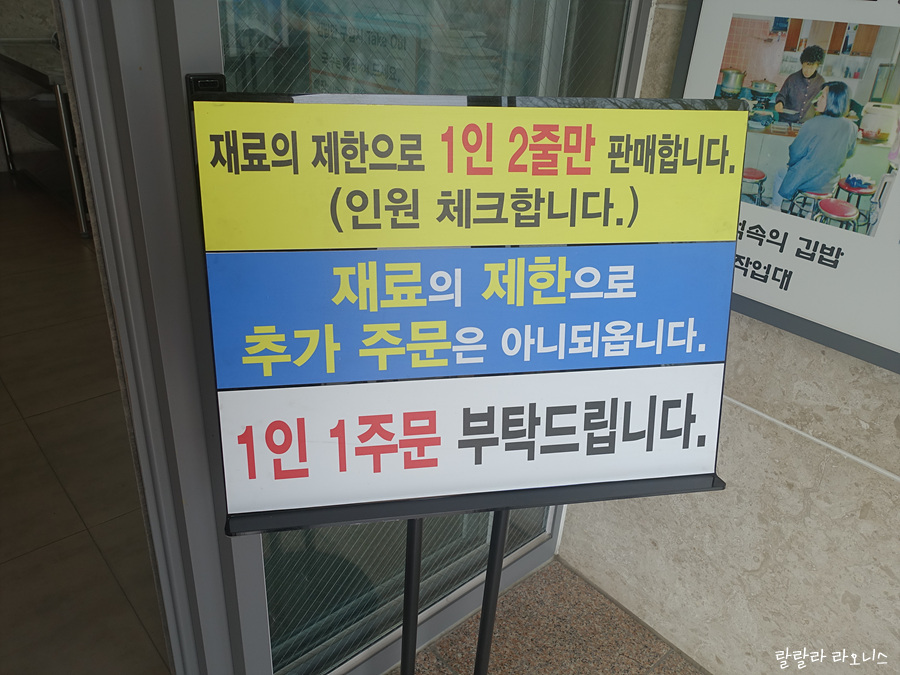 재료의 제한으로 1인 2줄만 판매합니다.
(인원 체크합니다.)
재료의 제한으로
추가 주문은 아니되옵니다.
1인 1주문 부탁드립니다.
속의 김밥
작업대
랄랄라 라오니스